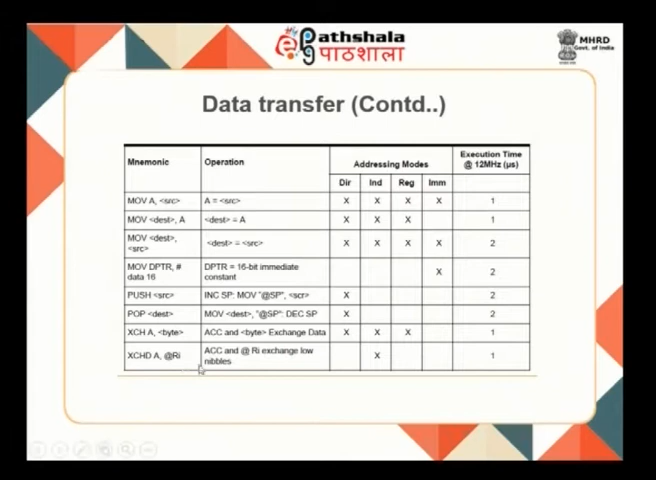 Pathshala
पाठशाला
MHRD
Govt. of India
Data transfer (Contd..)
Mnemonic Operation Addressing Modes Execution Time @ 12MHz (µs)
Dir Ind Reg Imm
MOV A, <src> A = <src> X X X X 1
MOV <dest>, A <dest> = A X X X 1
MOV <dest>, <src> <dest> = <src> X X X X 2
MOV DPTR, # data 16 DPTR = 16-bit immediate constant X 2
PUSH <src> INC SP: MOV "@SP", <scr> X 2
POP <dest> MOV <dest>, "@SP": DEC SP X 2
XCH A, <byte> ACC and <byte> Exchange Data X X X 1
XCHD A, @Ri ACC and @ Ri exchange low nibbles X 1